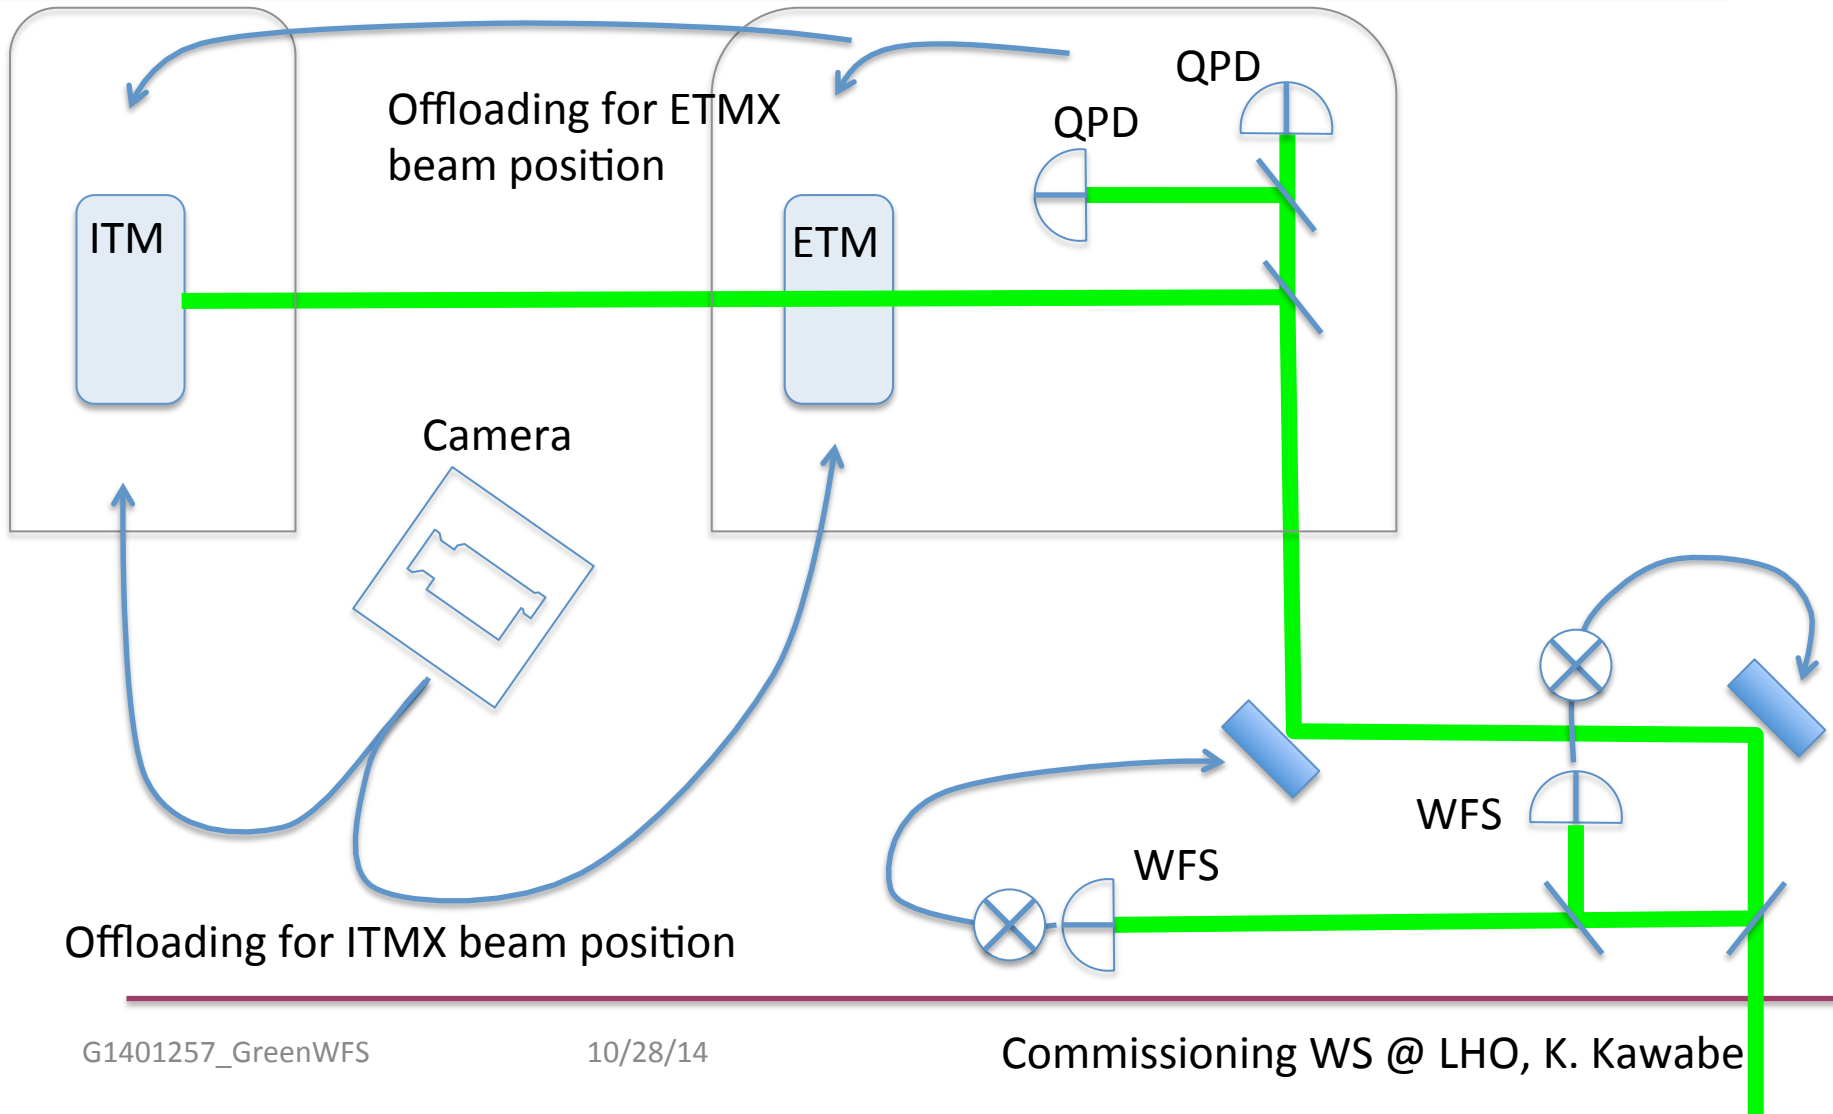 QPD
QPD
Offloading for ETMX
beam position
ITM
ETM
Camera
WFS
WFS
Offloading for ITMX beam position
G1401257_GreenWFS
10/28/14
Commissioning WS @ LHO, K. Kawabe